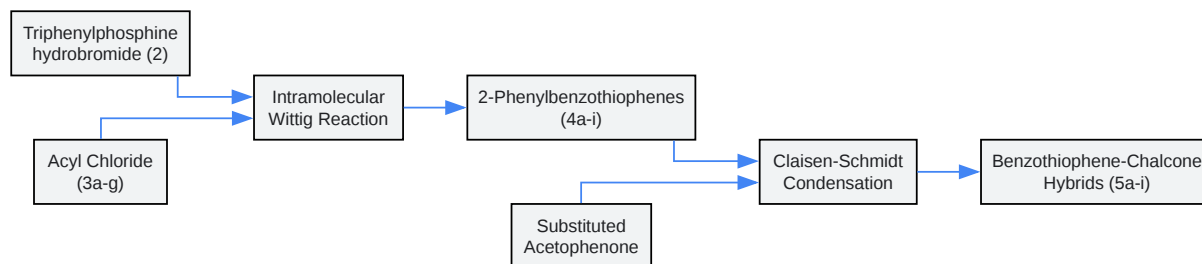 Triphenylphosphine
hydrobromide (2)
Acyl Chloride
(3a-g)
Intramolecular
Wittig Reaction
2-Phenylbenzothiophenes
(4a-i)
Substituted
Acetophenone
Claisen-Schmidt
Condensation
Benzothiophene-Chalcone
Hybrids (5a-i)